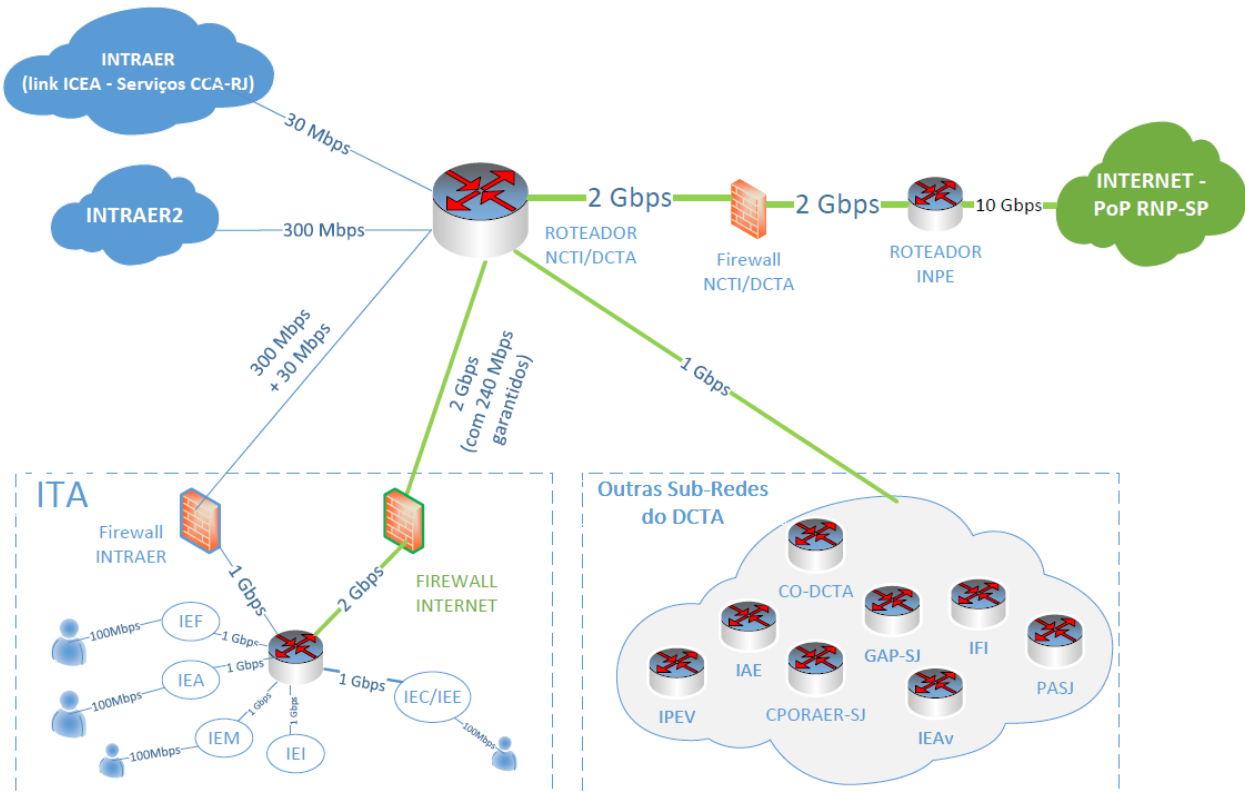 INTRAER
(link ICEA - Serviços CCA-RJ)
30 Mbps
INTRAER2
300 Mbps
ROTEADOR
NCTI/DCTA
2 Gbps
Firewall
NCTI/DCTA
2 Gbps
ROTEADOR
INPE
10 Gbps
INTERNET -
PoP RNP-SP
300 Mbps
+ 30 Mbps
2 Gbps
(com 240 Mbps
garantidos)
1 Gbps
ITA
Firewall
INTRAER
FIREWALL
INTERNET
1 Gbps
2 Gbps
100Mbps
IEF
1 Gbps
100Mbps
IEA
1 Gbps
100Mbps
IEM
1 Gbps
IEI
1 Gbps
1 Gbps
IEC/IEE
100Mbps
Outras Sub-Redes
do DCTA
CO-DCTA
IAE
GAP-SJ
IFI
PASJ
IPEV
CPORAER-SJ
IEAv